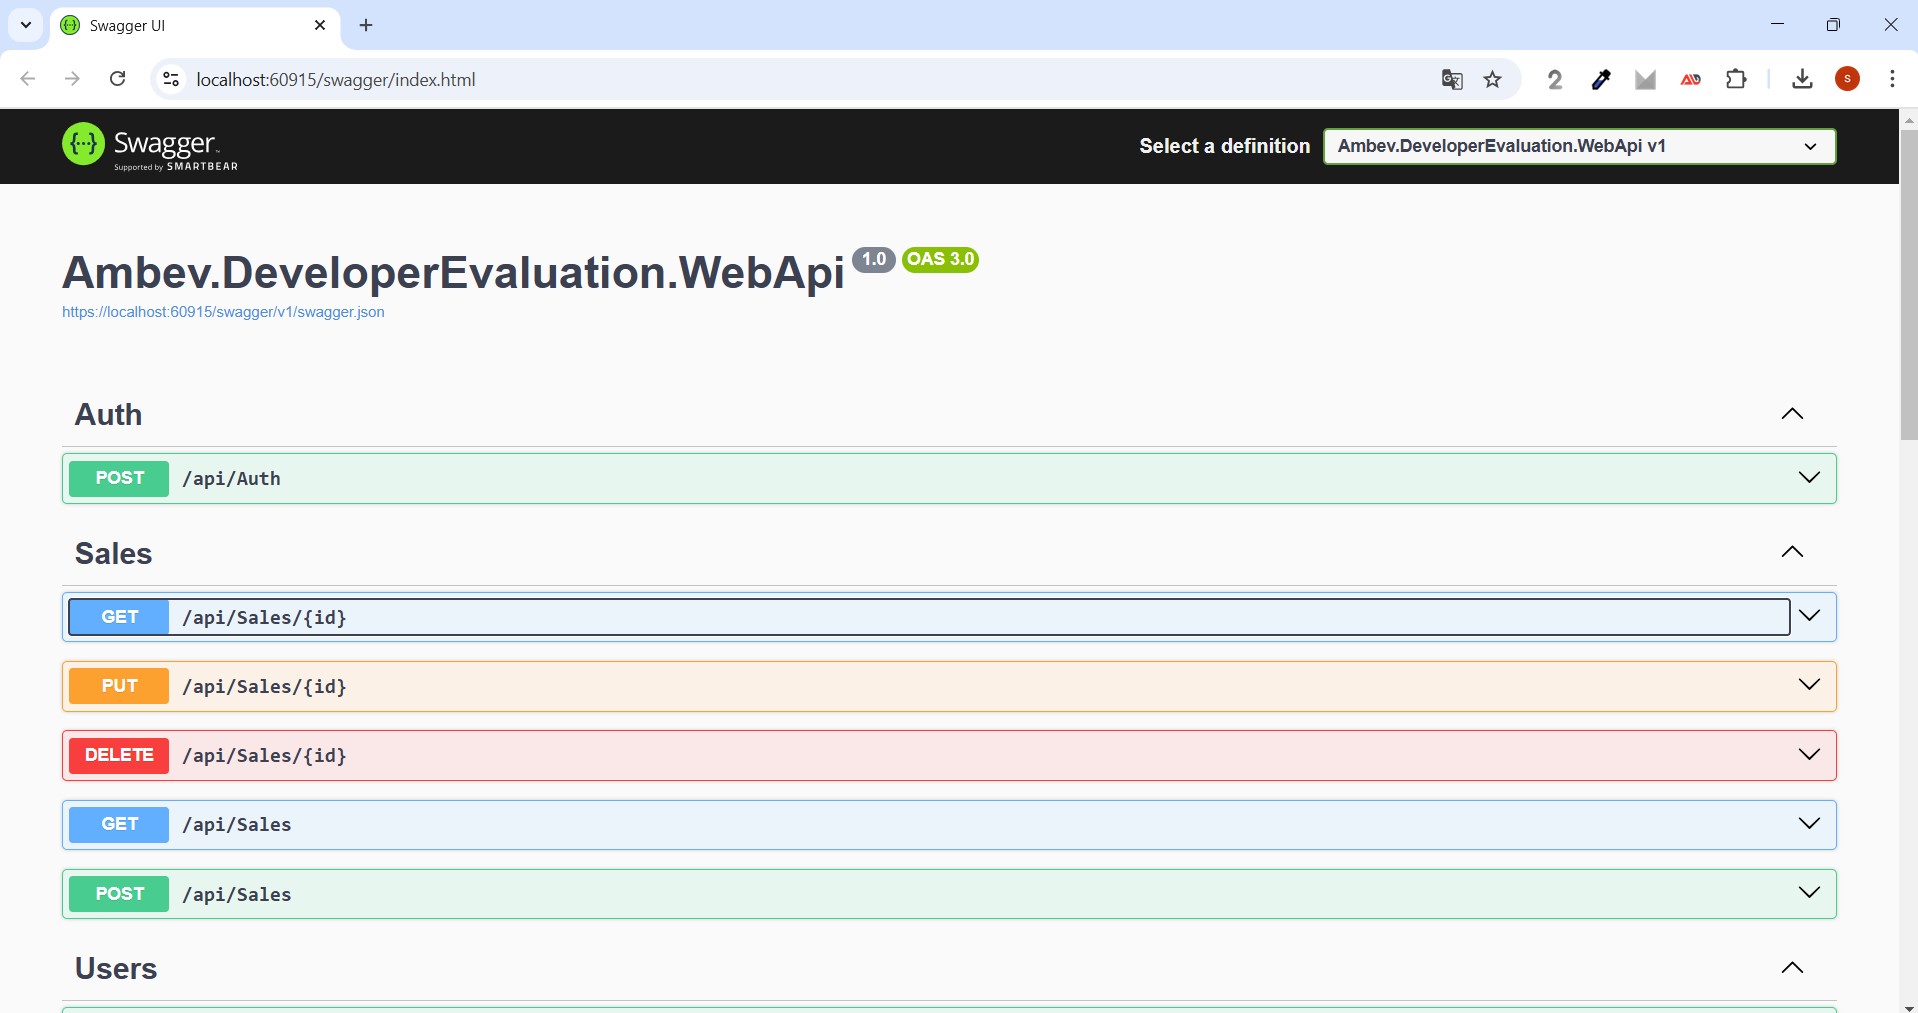 Swagger UI
localhost:60915/swagger/index.html
2
S
Swagger
Supported by SMARTBEAR
Select a definition
Ambev.DeveloperEvaluation.WebApi v1
Ambev.DeveloperEvaluation.WebApi 1.0 OAS 3.0
https://localhost:60915/swagger/v1/swagger.json
Auth
POST /api/Auth
Sales
GET /api/Sales/{id}
PUT /api/Sales/{id}
DELETE /api/Sales/{id}
GET /api/Sales
POST /api/Sales
Users